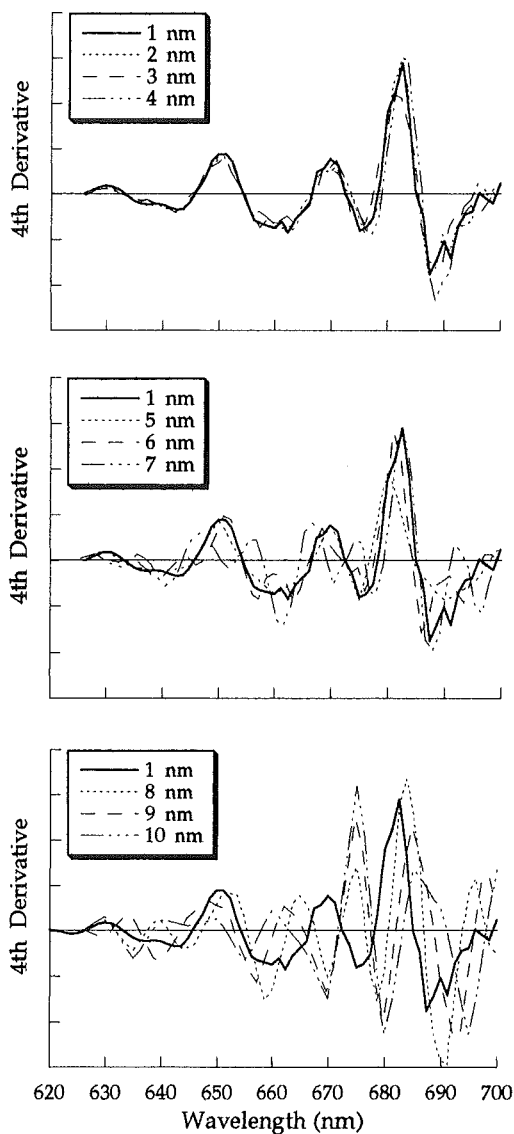 4th Derivative
1 nm
2 nm
3 nm
4 nm
4th Derivative
1 nm
5 nm
6 nm
7 nm
4th Derivative
1 nm
8 nm
9 nm
10 nm
620 630 640 650 660 670 680 690 700
Wavelength (nm)